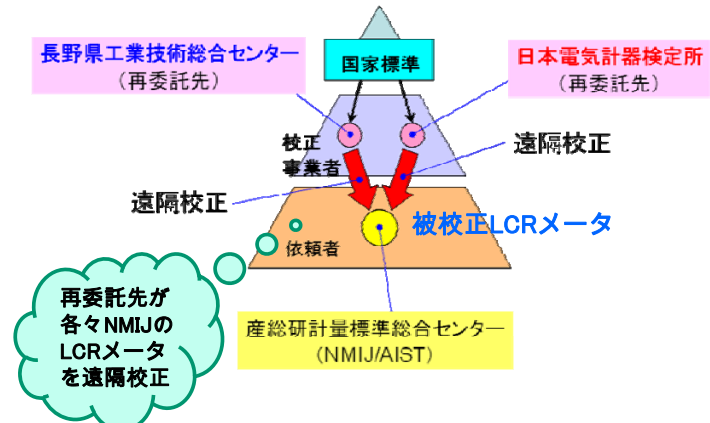 長野県工業技術総合センター
(再委託先)
国家標準
日本電気計器検定所
(再委託先)
校正
事業者
遠隔校正
遠隔校正
被校正LCRメータ
依頼者
再委託先が
各々NMIJの
LCRメータ
を遠隔校正
産総研計量標準総合センター
(NMIJ/AIST)